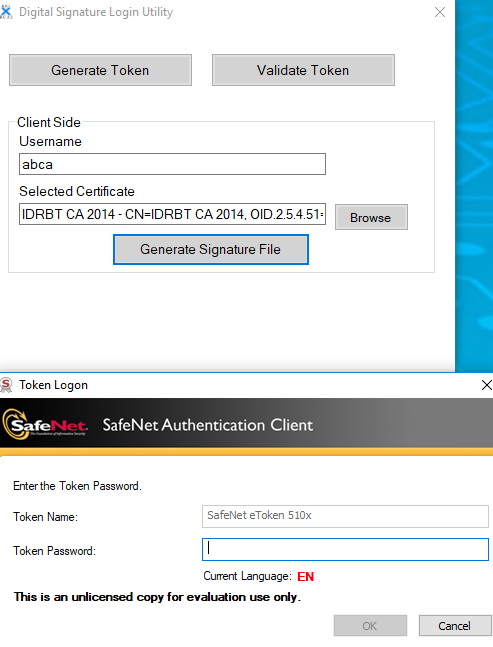 Digital Signature Login Utility
Generate Token
Validate Token
Client Side
Username
abca
Selected Certificate
IDRBT CA 2014 - CN=IDRBT CA 2014, OID.2.5.4.51=
Browse
Generate Signature File
Token Logon
SafeNet.
SafeNet Authentication Client
Enter the Token Password.
Token Name: SafeNet eToken 510x
Token Password:
Current Language: EN
This is an unlicensed copy for evaluation use only.
OK Cancel